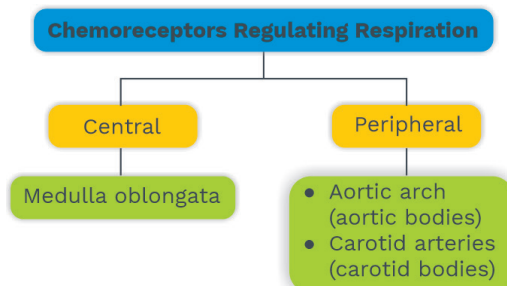 Chemoreceptors Regulating Respiration
Central
Peripheral
Medulla oblongata
● Aortic arch
(aortic bodies)
● Carotid arteries
(carotid bodies)